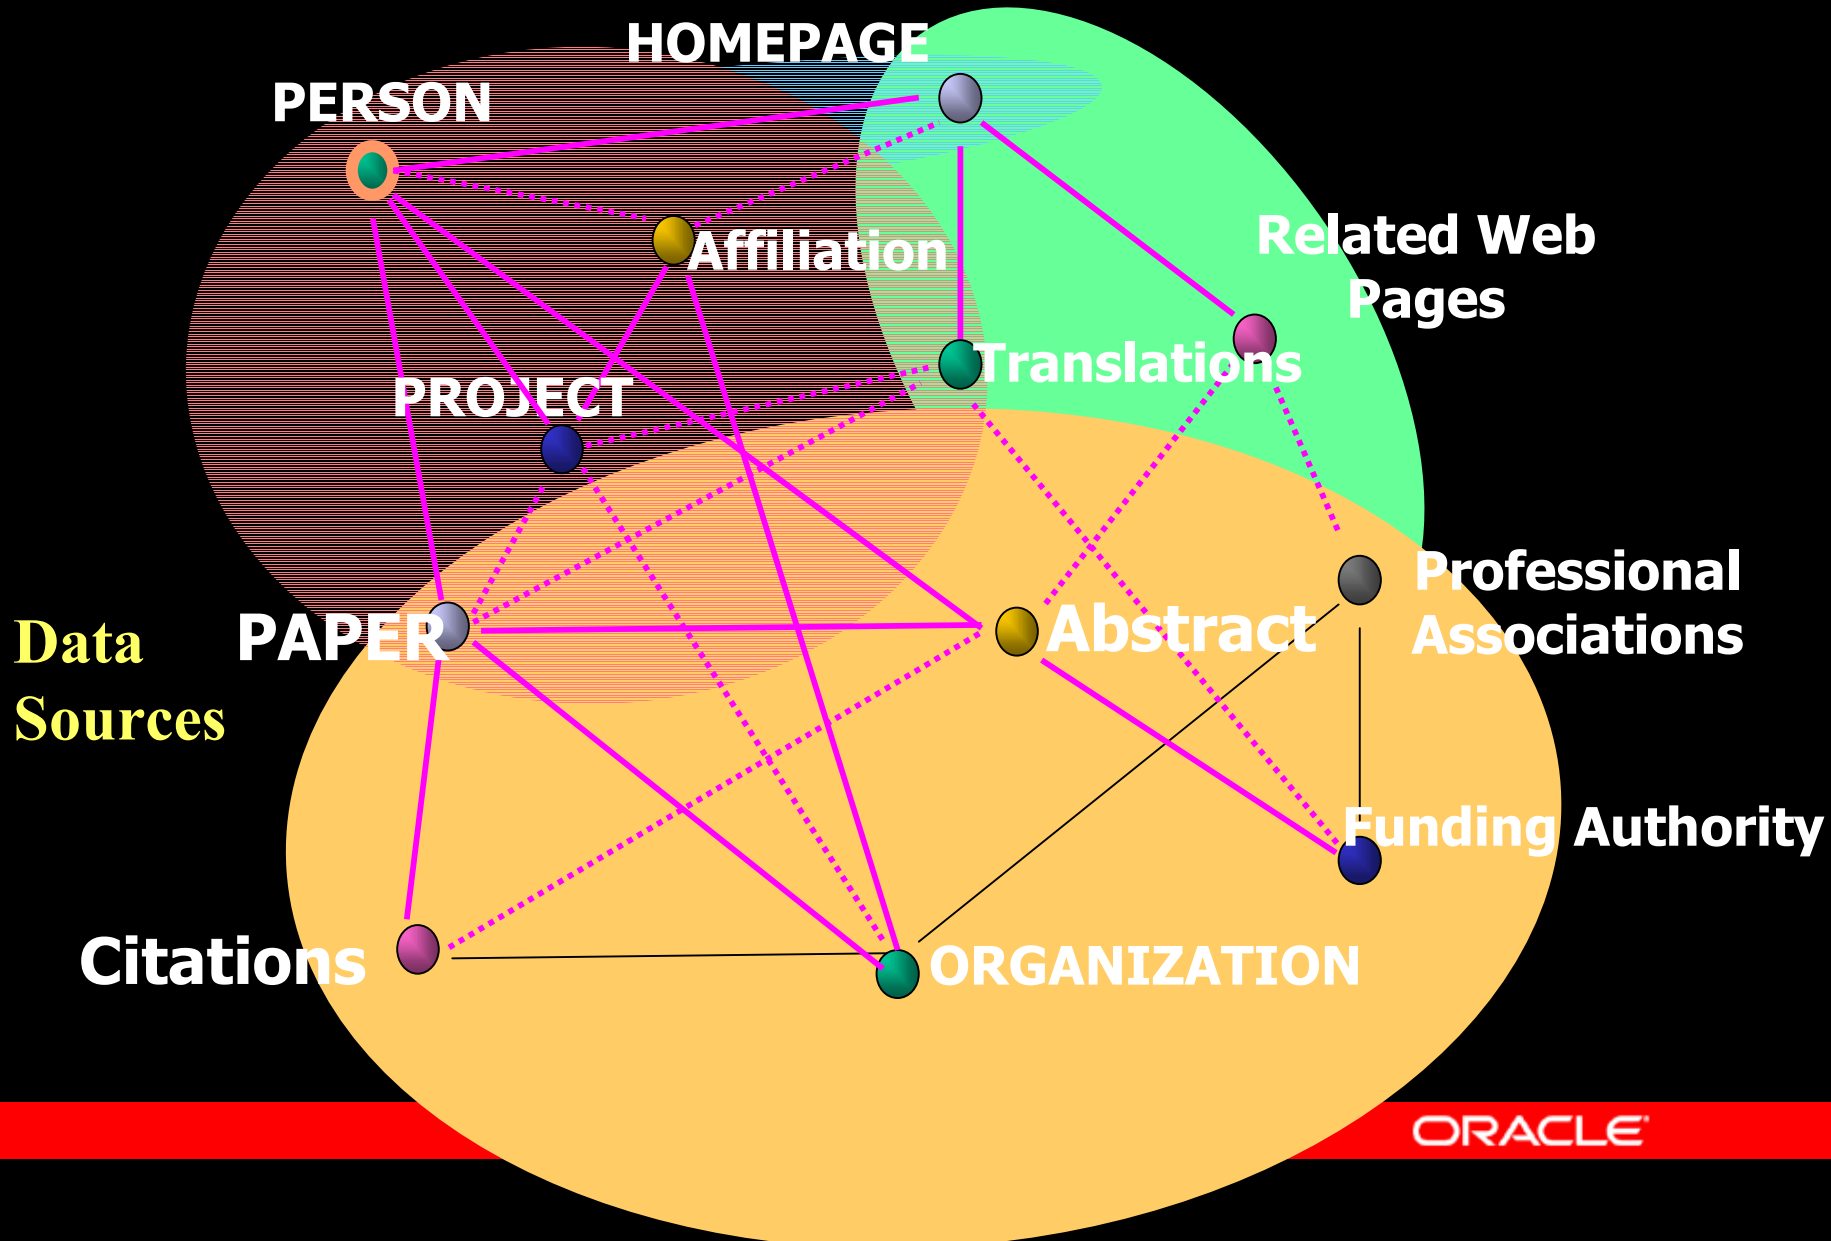 HOMEPAGE
PERSON
Affiliation
Related Web
Pages
Translations
PROJECT
Professional
Associations
Abstract
PAPER
Data
Sources
Funding Authority
Citations
ORGANIZATION
ORACLE®